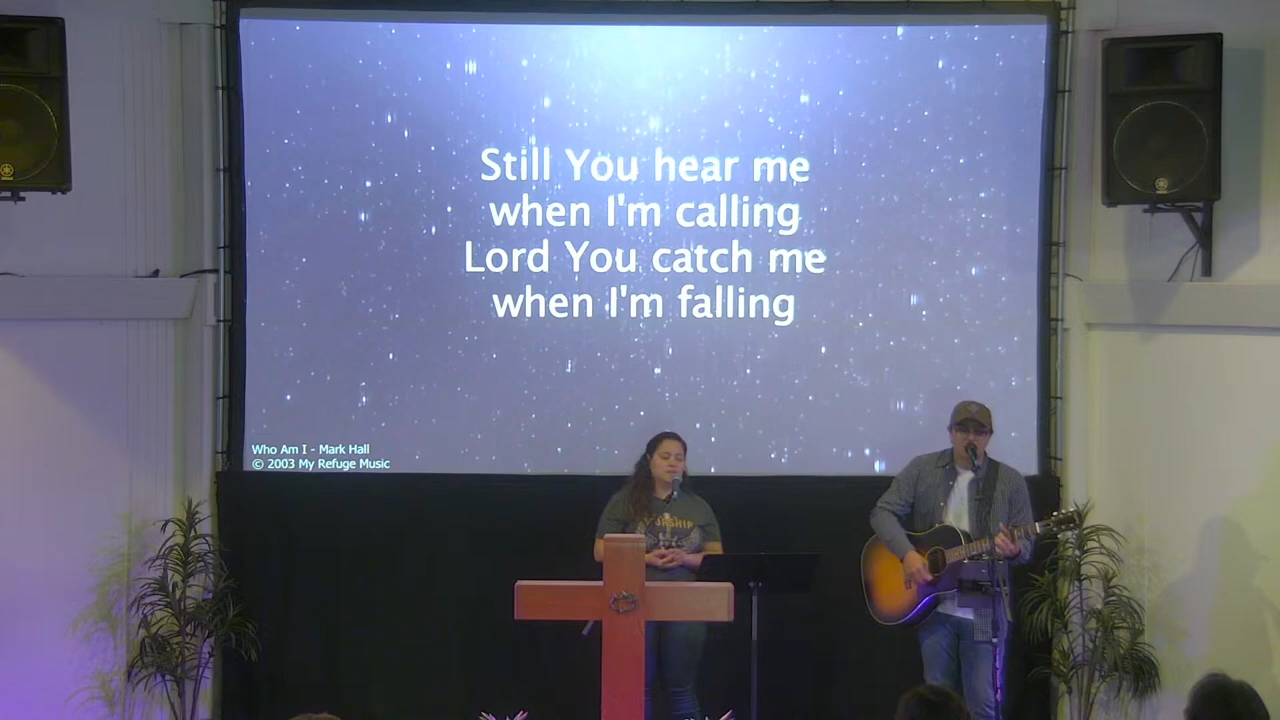 Still You hear me
when I'm calling
Lord You catch me
when I'm falling
Who Am I - Mark Hall
© 2003 My Refuge Music